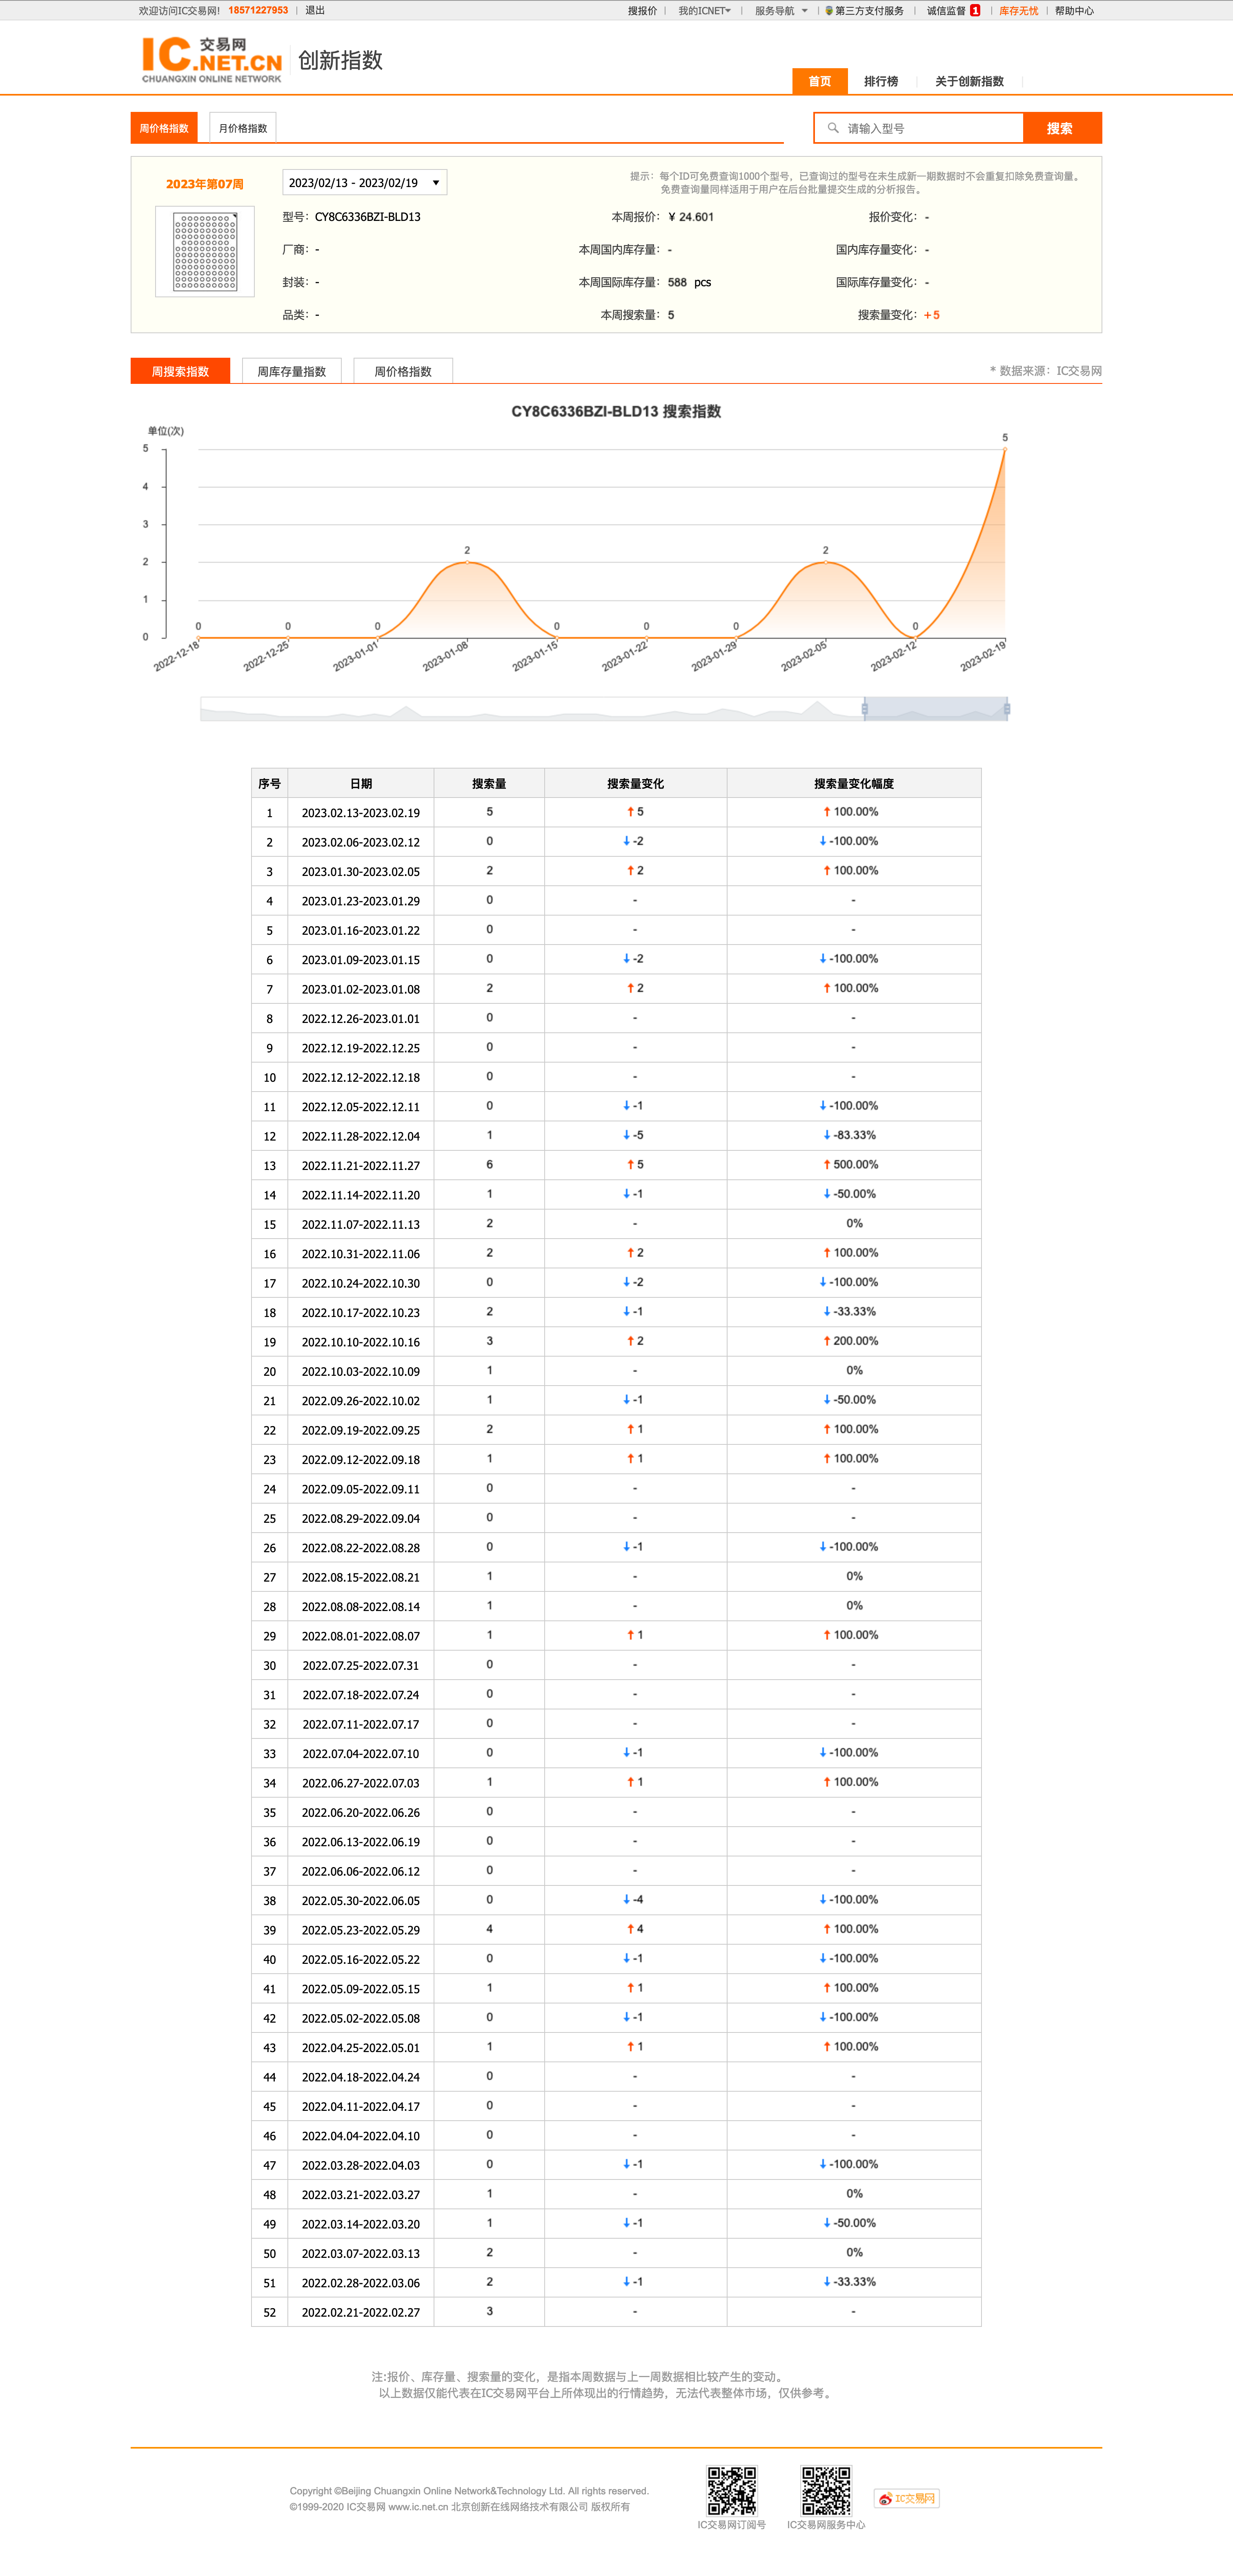 欢迎访问IC交易网! 18571227953 | 退出 搜报价 | 我的ICNET | 服务导航 | 第三方支付服务 | 诚信监督 1 | 库存无忧 | 帮助中心
IC 交易网 .NET.CN CHUANGXIN ONLINE NETWORK 创新指数
首页 排行榜 关于创新指数
周价格指数 月价格指数 请输入型号 搜索
2023年第07周 2023/02/13 - 2023/02/19
提示：每个ID可免费查询1000个型号，已查询过的型号在未生成新一期数据时不会重复扣除免费查询量。
免费查询量同样适用于用户在后台批量提交生成的分析报告。
型号：CY8C6336BZI-BLD13 本周报价：¥ 24.601 报价变化：-
厂商：- 本周国内库存量：- 国内库存量变化：-
封装：- 本周国际库存量：588 pcs 国际库存量变化：-
品类：- 本周搜索量：5 搜索量变化：+5
周搜索指数 周库存量指数 周价格指数 * 数据来源：IC交易网
CY8C6336BZI-BLD13 搜索指数
单位(次)
5
4
3
2
1
0
0 0 0 2 0 0 0 2 0 5
2022-12-18 2022-12-25 2023-01-01 2023-01-08 2023-01-15 2023-01-22 2023-01-29 2023-02-05 2023-02-12 2023-02-19
序号 日期 搜索量 搜索量变化 搜索量变化幅度
1 2023.02.13-2023.02.19 5 ↑ 5 ↑ 100.00%
2 2023.02.06-2023.02.12 0 ↓ -2 ↓ -100.00%
3 2023.01.30-2023.02.05 2 ↑ 2 ↑ 100.00%
4 2023.01.23-2023.01.29 0 - -
5 2023.01.16-2023.01.22 0 - -
6 2023.01.09-2023.01.15 0 ↓ -2 ↓ -100.00%
7 2023.01.02-2023.01.08 2 ↑ 2 ↑ 100.00%
8 2022.12.26-2023.01.01 0 - -
9 2022.12.19-2022.12.25 0 - -
10 2022.12.12-2022.12.18 0 - -
11 2022.12.05-2022.12.11 0 ↓ -1 ↓ -100.00%
12 2022.11.28-2022.12.04 1 ↓ -5 ↓ -83.33%
13 2022.11.21-2022.11.27 6 ↑ 5 ↑ 500.00%
14 2022.11.14-2022.11.20 1 ↓ -1 ↓ -50.00%
15 2022.11.07-2022.11.13 2 - 0%
16 2022.10.31-2022.11.06 2 ↑ 2 ↑ 100.00%
17 2022.10.24-2022.10.30 0 ↓ -2 ↓ -100.00%
18 2022.10.17-2022.10.23 2 ↓ -1 ↓ -33.33%
19 2022.10.10-2022.10.16 3 ↑ 2 ↑ 200.00%
20 2022.10.03-2022.10.09 1 - 0%
21 2022.09.26-2022.10.02 1 ↓ -1 ↓ -50.00%
22 2022.09.19-2022.09.25 2 ↑ 1 ↑ 100.00%
23 2022.09.12-2022.09.18 1 ↑ 1 ↑ 100.00%
24 2022.09.05-2022.09.11 0 - -
25 2022.08.29-2022.09.04 0 - -
26 2022.08.22-2022.08.28 0 ↓ -1 ↓ -100.00%
27 2022.08.15-2022.08.21 1 - 0%
28 2022.08.08-2022.08.14 1 - 0%
29 2022.08.01-2022.08.07 1 ↑ 1 ↑ 100.00%
30 2022.07.25-2022.07.31 0 - -
31 2022.07.18-2022.07.24 0 - -
32 2022.07.11-2022.07.17 0 - -
33 2022.07.04-2022.07.10 0 ↓ -1 ↓ -100.00%
34 2022.06.27-2022.07.03 1 ↑ 1 ↑ 100.00%
35 2022.06.20-2022.06.26 0 - -
36 2022.06.13-2022.06.19 0 - -
37 2022.06.06-2022.06.12 0 - -
38 2022.05.30-2022.06.05 0 ↓ -4 ↓ -100.00%
39 2022.05.23-2022.05.29 4 ↑ 4 ↑ 100.00%
40 2022.05.16-2022.05.22 0 ↓ -1 ↓ -100.00%
41 2022.05.09-2022.05.15 1 ↑ 1 ↑ 100.00%
42 2022.05.02-2022.05.08 0 ↓ -1 ↓ -100.00%
43 2022.04.25-2022.05.01 1 ↑ 1 ↑ 100.00%
44 2022.04.18-2022.04.24 0 - -
45 2022.04.11-2022.04.17 0 - -
46 2022.04.04-2022.04.10 0 - -
47 2022.03.28-2022.04.03 0 ↓ -1 ↓ -100.00%
48 2022.03.21-2022.03.27 1 - 0%
49 2022.03.14-2022.03.20 1 ↓ -1 ↓ -50.00%
50 2022.03.07-2022.03.13 2 - 0%
51 2022.02.28-2022.03.06 2 ↓ -1 ↓ -33.33%
52 2022.02.21-2022.02.27 3 - -
注:报价、库存量、搜索量的变化，是指本周数据与上一周数据相比较产生的变动。
以上数据仅能代表在IC交易网平台上所体现出的行情趋势，无法代表整体市场，仅供参考。
Copyright ©Beijing Chuangxin Online Network&Technology Ltd. All rights reserved.
©1999-2020 IC交易网 www.ic.net.cn 北京创新在线网络技术有限公司 版权所有
IC交易网
IC交易网订阅号 IC交易网服务中心